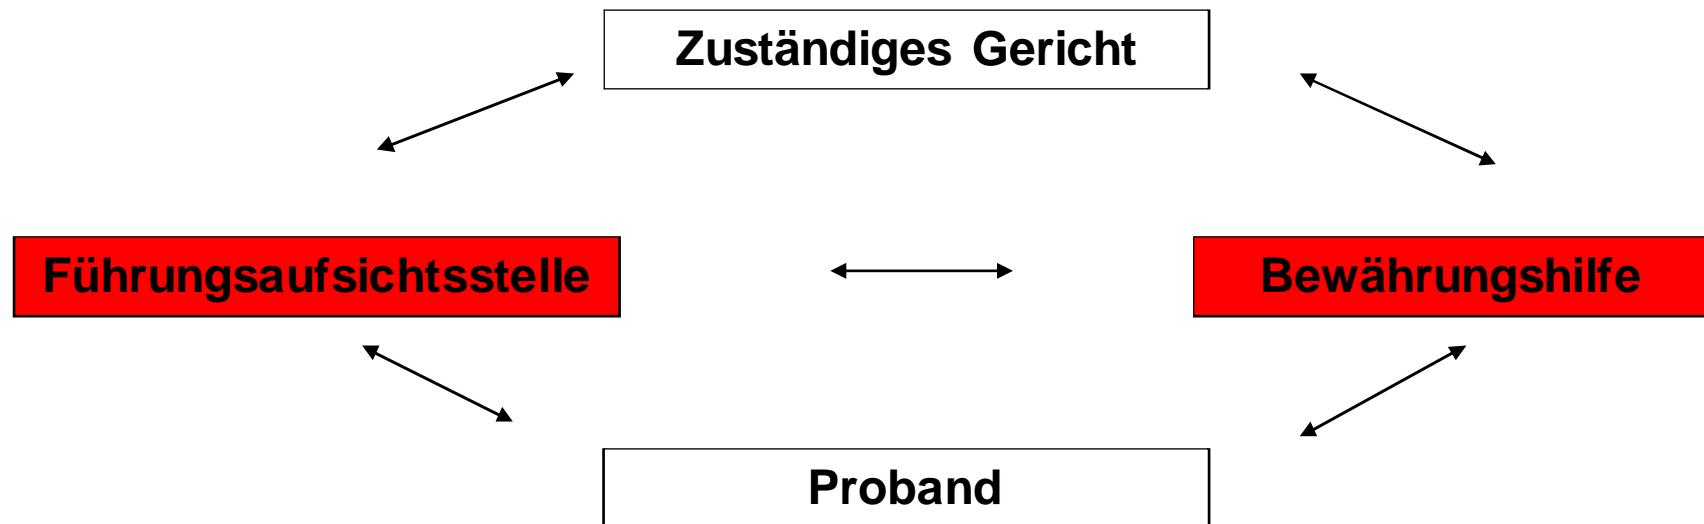 Zuständiges Gericht
Führungsaufsichtsstelle
Bewährungshilfe
Proband